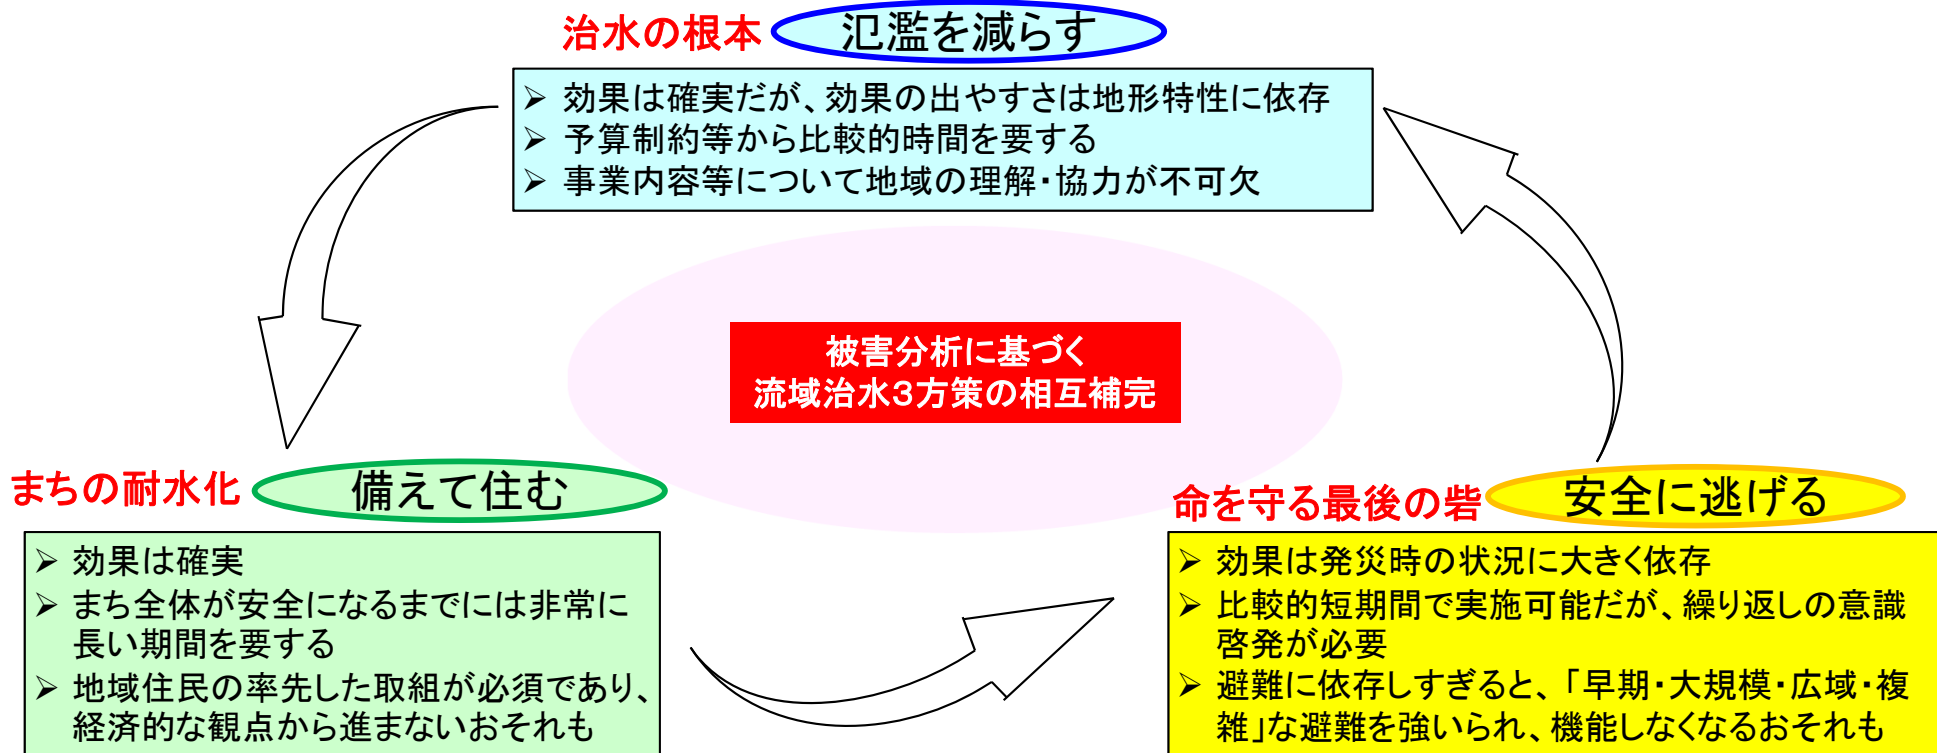 治水の根本 氾濫を減らす
➢ 効果は確実だが、効果の出やすさは地形特性に依存
➢ 予算制約等から比較的時間を要する
➢ 事業内容等について地域の理解・協力が不可欠
被害分析に基づく
流域治水3方策の相互補完
まちの耐水化 備えて住む
➢ 効果は確実
➢ まち全体が安全になるまでには非常に
長い期間を要する
➢ 地域住民の率先した取組が必須であり、
経済的な観点から進まないおそれも
命を守る最後の砦 安全に逃げる
➢ 効果は発災時の状況に大きく依存
➢ 比較的短期間で実施可能だが、繰り返しの意識
啓発が必要
➢ 避難に依存しすぎると、「早期・大規模・広域・複
雑」な避難を強いられ、機能しなくなるおそれも